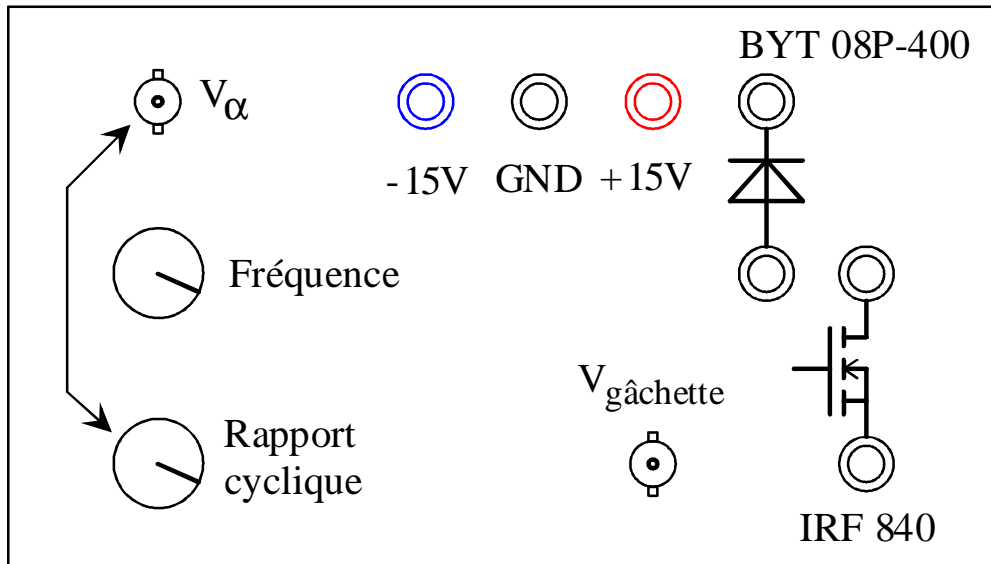 BYT 08P-400
Vα
-15V GND +15V
Fréquence
Vgâchette
Rapport
cyclique
IRF 840